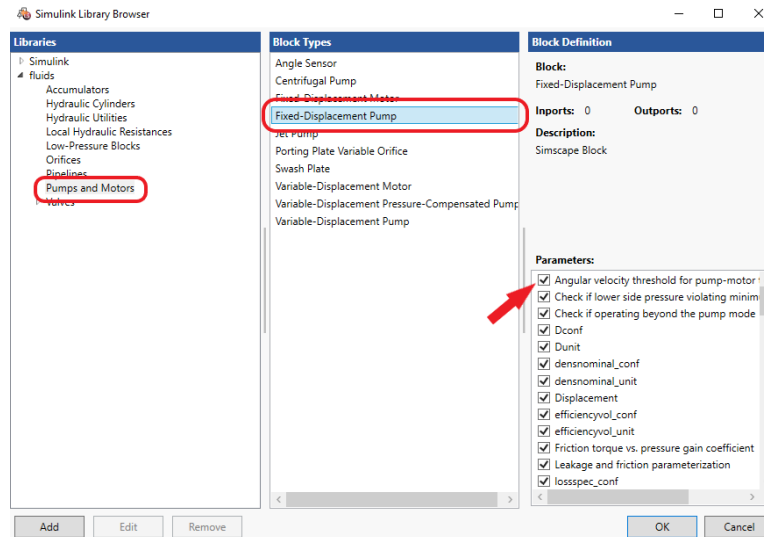 Simulink Library Browser
Libraries
Simulink
fluids
Accumulators
Hydraulic Cylinders
Hydraulic Utilities
Local Hydraulic Resistances
Low-Pressure Blocks
Orifices
Pipelines
Pumps and Motors
Valves
Block Types
Angle Sensor
Centrifugal Pump
Fixed-Displacement Motor
Fixed-Displacement Pump
Jet Pump
Porting Plate Variable Orifice
Swash Plate
Variable-Displacement Motor
Variable-Displacement Pressure-Compensated Pump
Variable-Displacement Pump
Block Definition
Block:
Fixed-Displacement Pump
Inports: 0 Outports: 0
Description:
Simscape Block
Parameters:
Angular velocity threshold for pump-motor
Check if lower side pressure violating minim
Check if operating beyond the pump mode
Dconf
Dunit
densnominal_conf
densnominal_unit
Displacement
efficiencyvol_conf
efficiencyvol_unit
Friction torque vs. pressure gain coefficient
Leakage and friction parameterization
lossspec_conf
Add Edit Remove OK Cancel